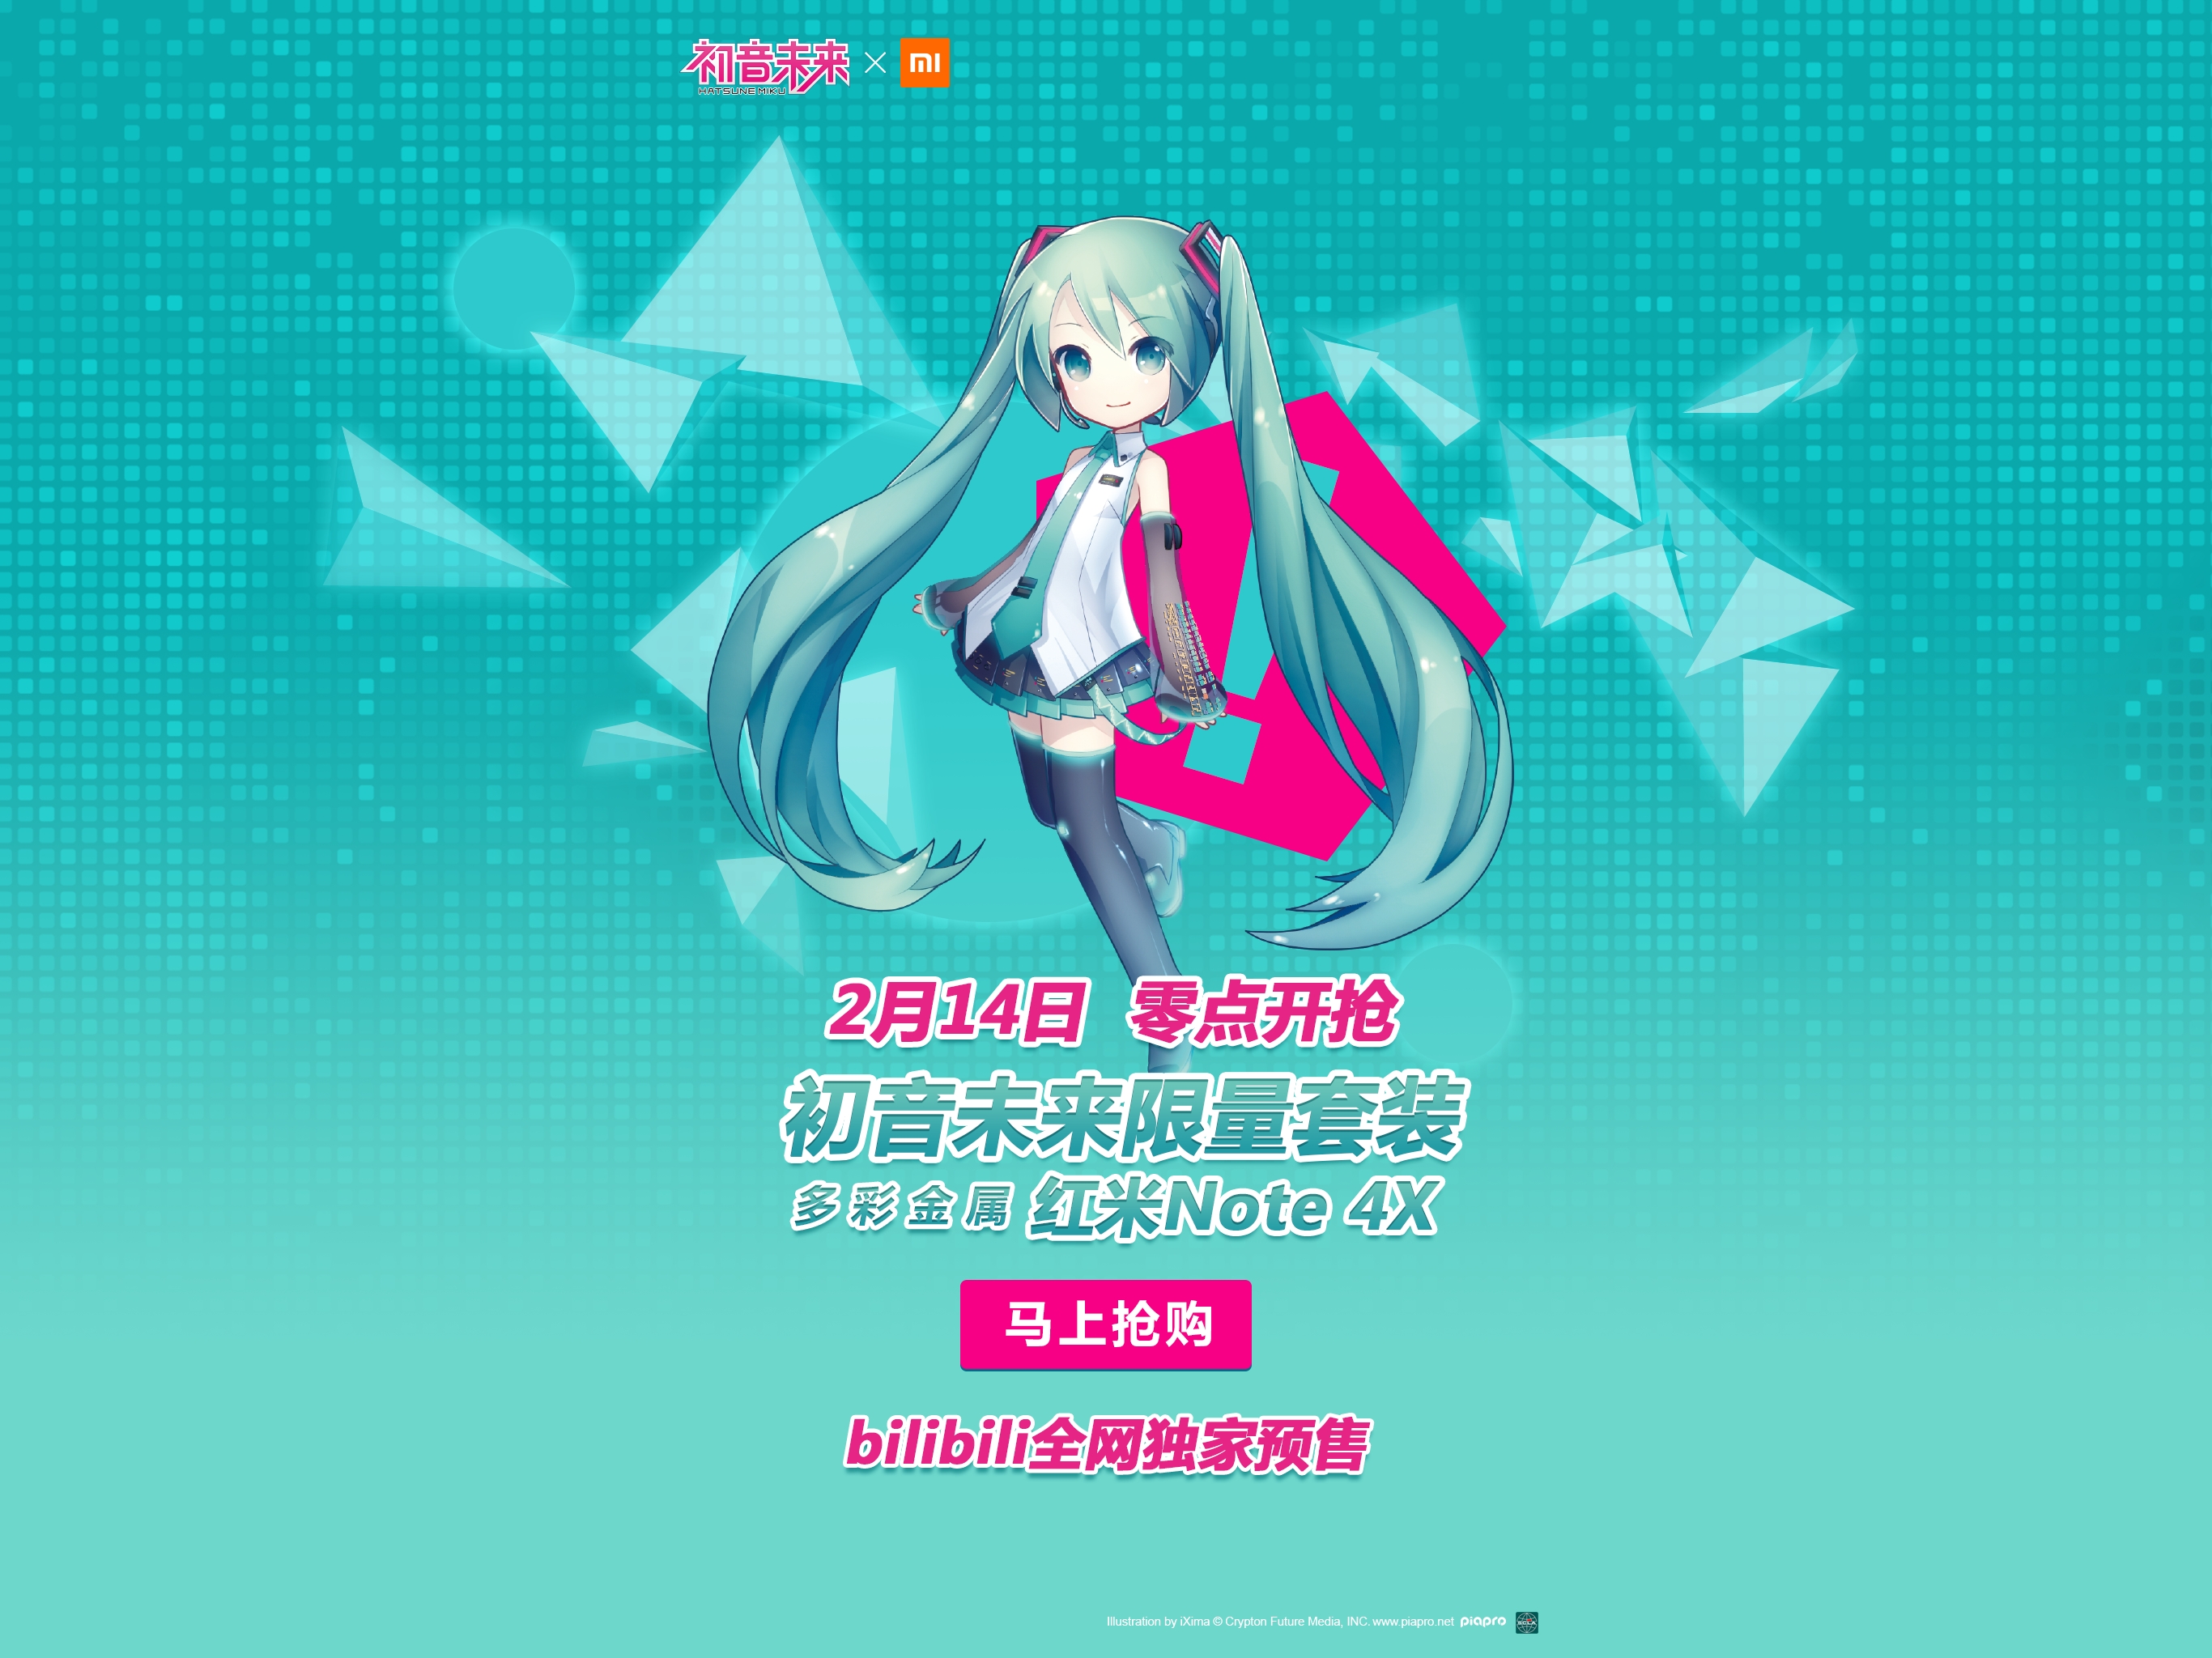 初音未来 × mi
HATSUNE MIKU
2月14日 零点开抢
初音未来限量套装
多彩金属 红米Note 4X
马上抢购
bilibili全网独家预售
Illustration by iXima © Crypton Future Media, INC. www.piapro.net piapro